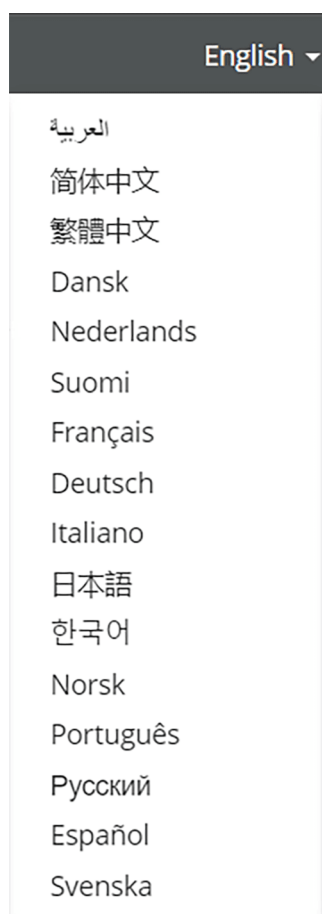 English
العربية
简体中文
繁體中文
Dansk
Nederlands
Suomi
Français
Deutsch
Italiano
日本語
한국어
Norsk
Português
Русский
Español
Svenska